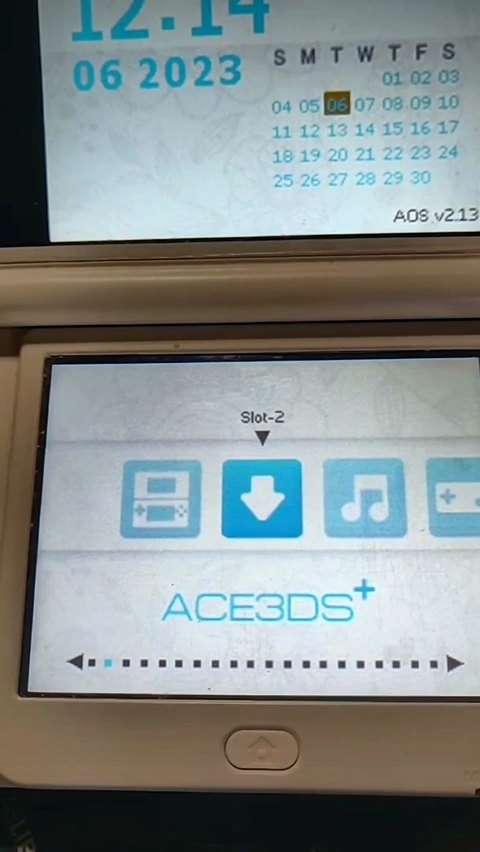 12.14
06 2023
S M T W T F S
01 02 03
04 05 06 07 08 09 10
11 12 13 14 15 16 17
18 19 20 21 22 23 24
25 26 27 28 29 30
AOS v2.13
Slot-2
ACE3DS+